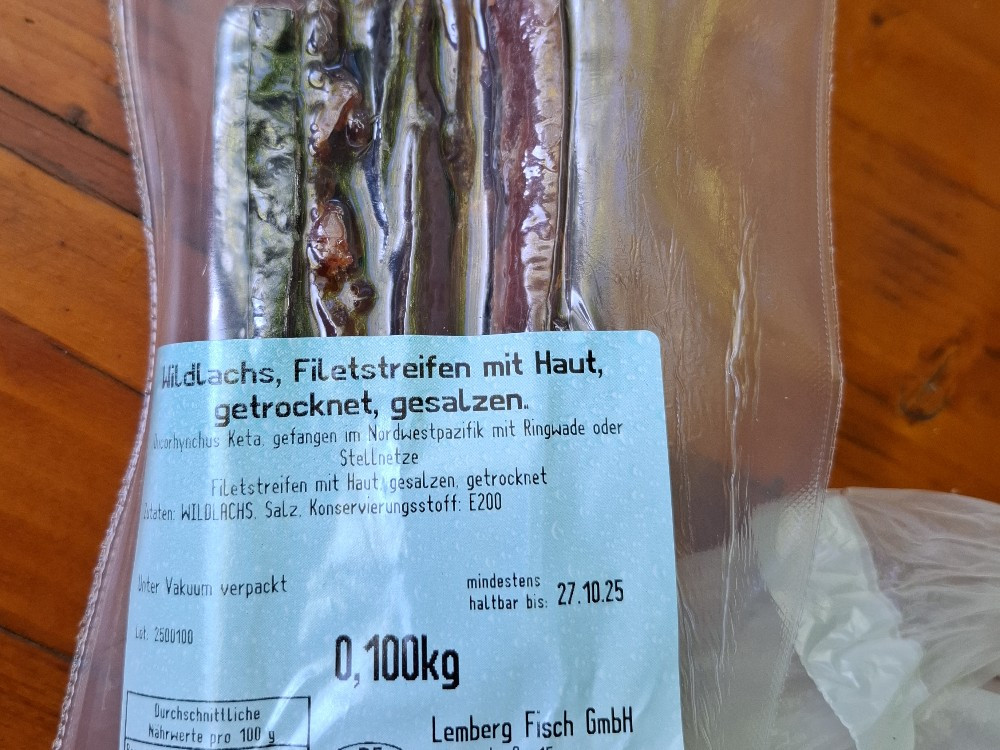 Wildlachs, Filetstreifen mit Haut,
getrocknet, gesalzen.
Keta, gefangen im Nordwestpazifik mit Ringwade oder
Stellnetze
Filetstreifen mit Haut, gesalzen, getrocknet
WILDLACHS, Salz, Konservierungsstoff: E200
Unter Vakuum verpackt
mindestens
haltbar bis: 27.10.25
Lot: 2500100
0,100kg
Durchschnittliche
Nährwerte pro 100 g
Lemberg Fisch GmbH